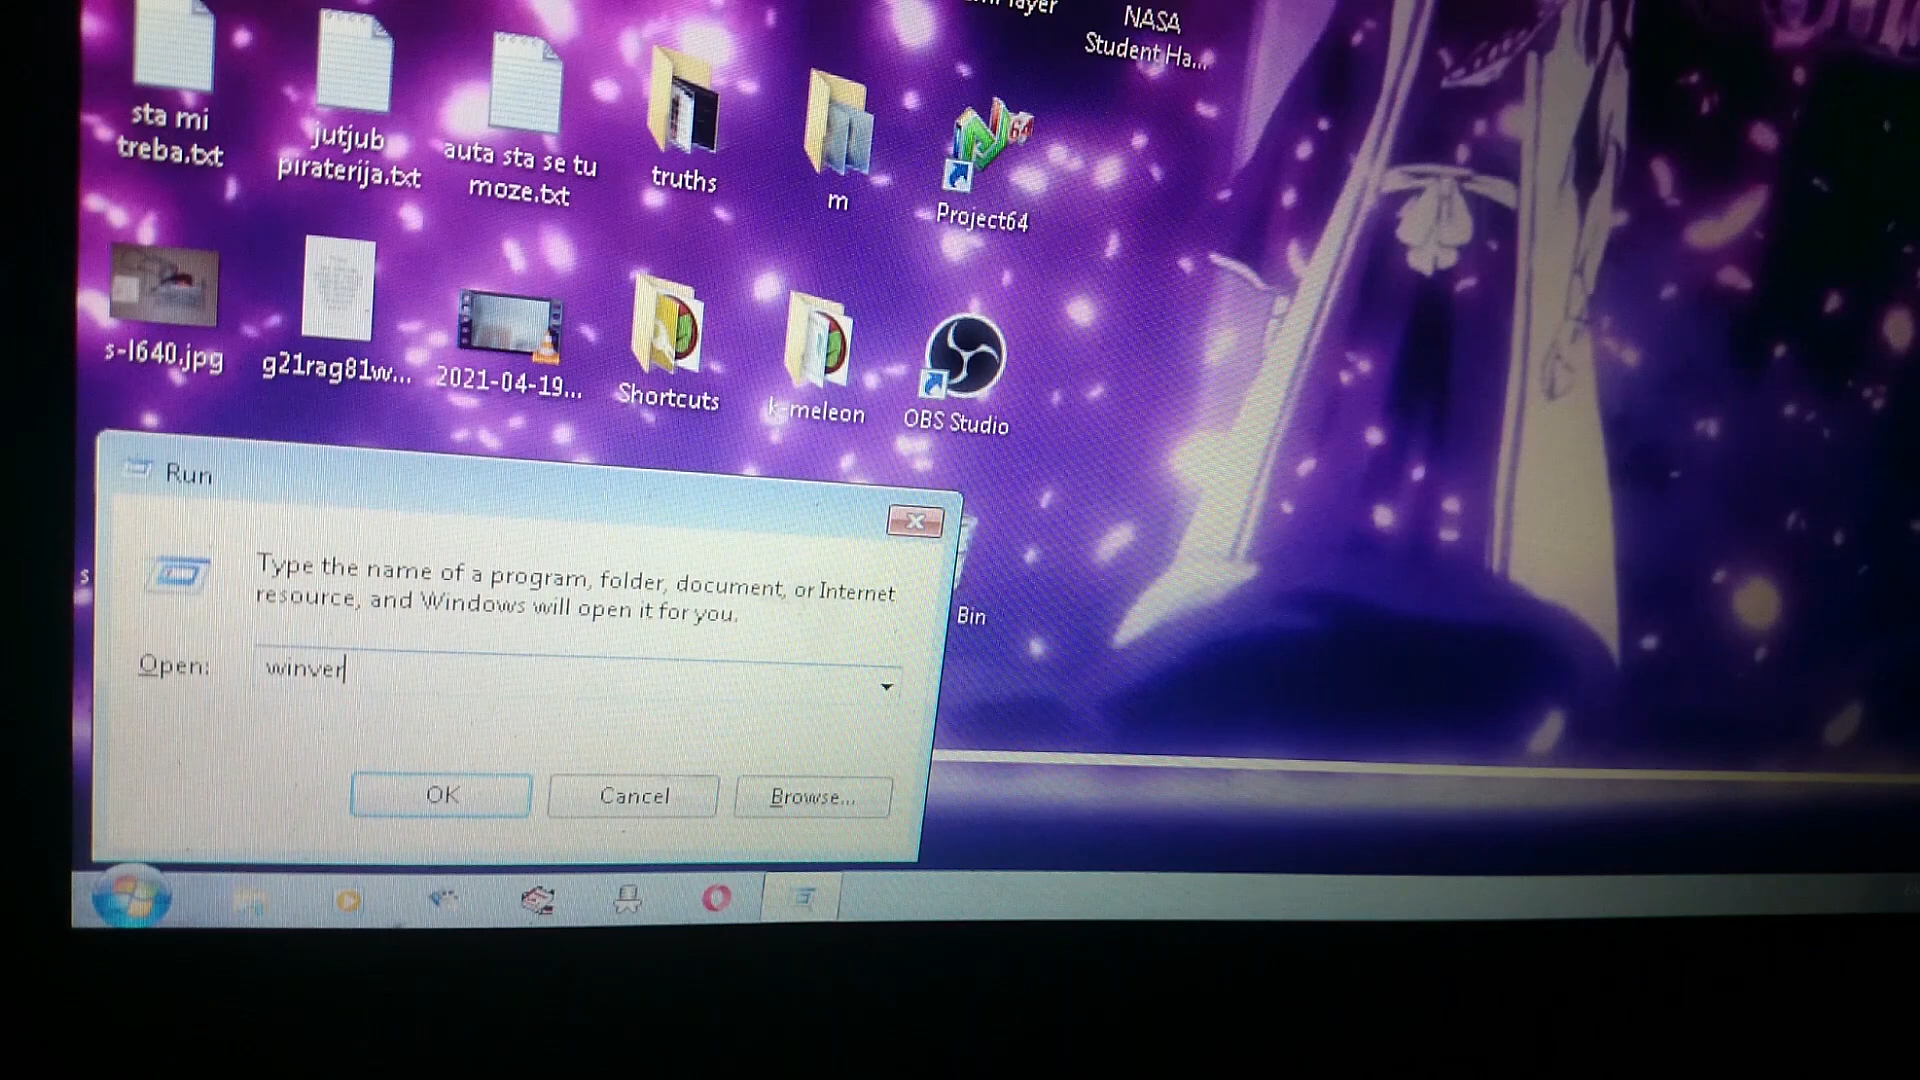 NASA
Student Ha...
sta mi
treba.txt
jutjub
piraterija.txt
auta sta se tu
moze.txt
truths
m
64
Project64
s-l640.jpg
g21rag81w...
2021-04-19...
Shortcuts
k-meleon
OBS Studio
Run
Type the name of a program, folder, document, or Internet
resource, and Windows will open it for you.
Open:
winver
Bin
OK
Cancel
Browse...